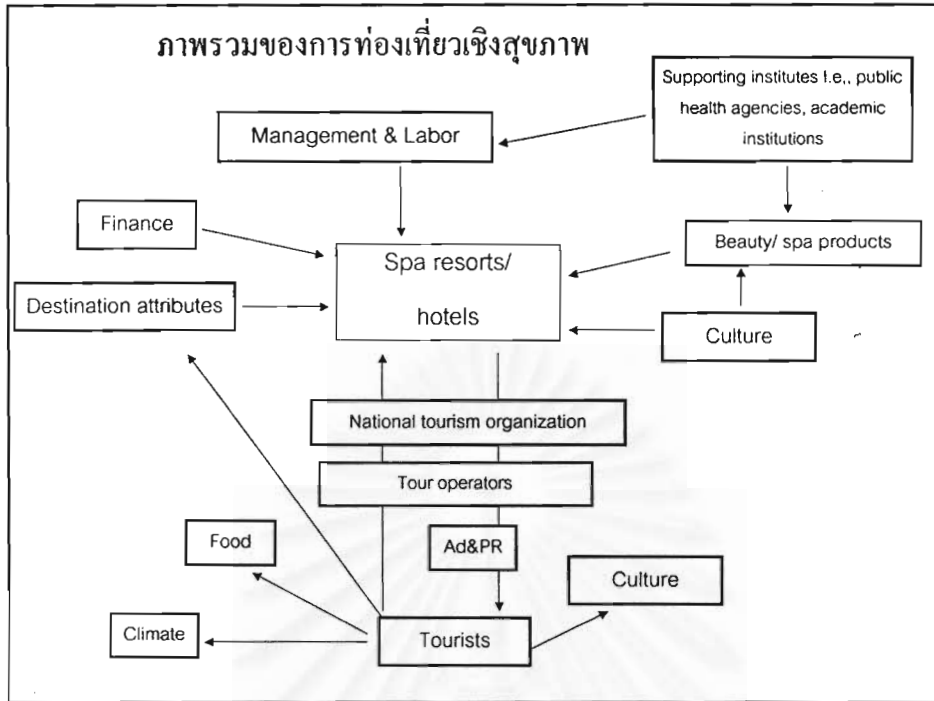 ภาพรวมของการท่องเที่ยวเชิงสุขภาพ
Supporting institutes I.e,, public
health agencies, academic
institutions
Management & Labor
Finance
Beauty/ spa products
Spa resorts/
hotels
Destination attributes
Culture
National tourism organization
Tour operators
Food
Ad&PR
Culture
Climate
Tourists